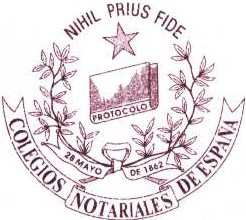 NIHIL PRIUS FIDE
PROTOCOLO
28 MAYO DE 1862
COLEGIOS NOTARIALES DE ESPAÑA